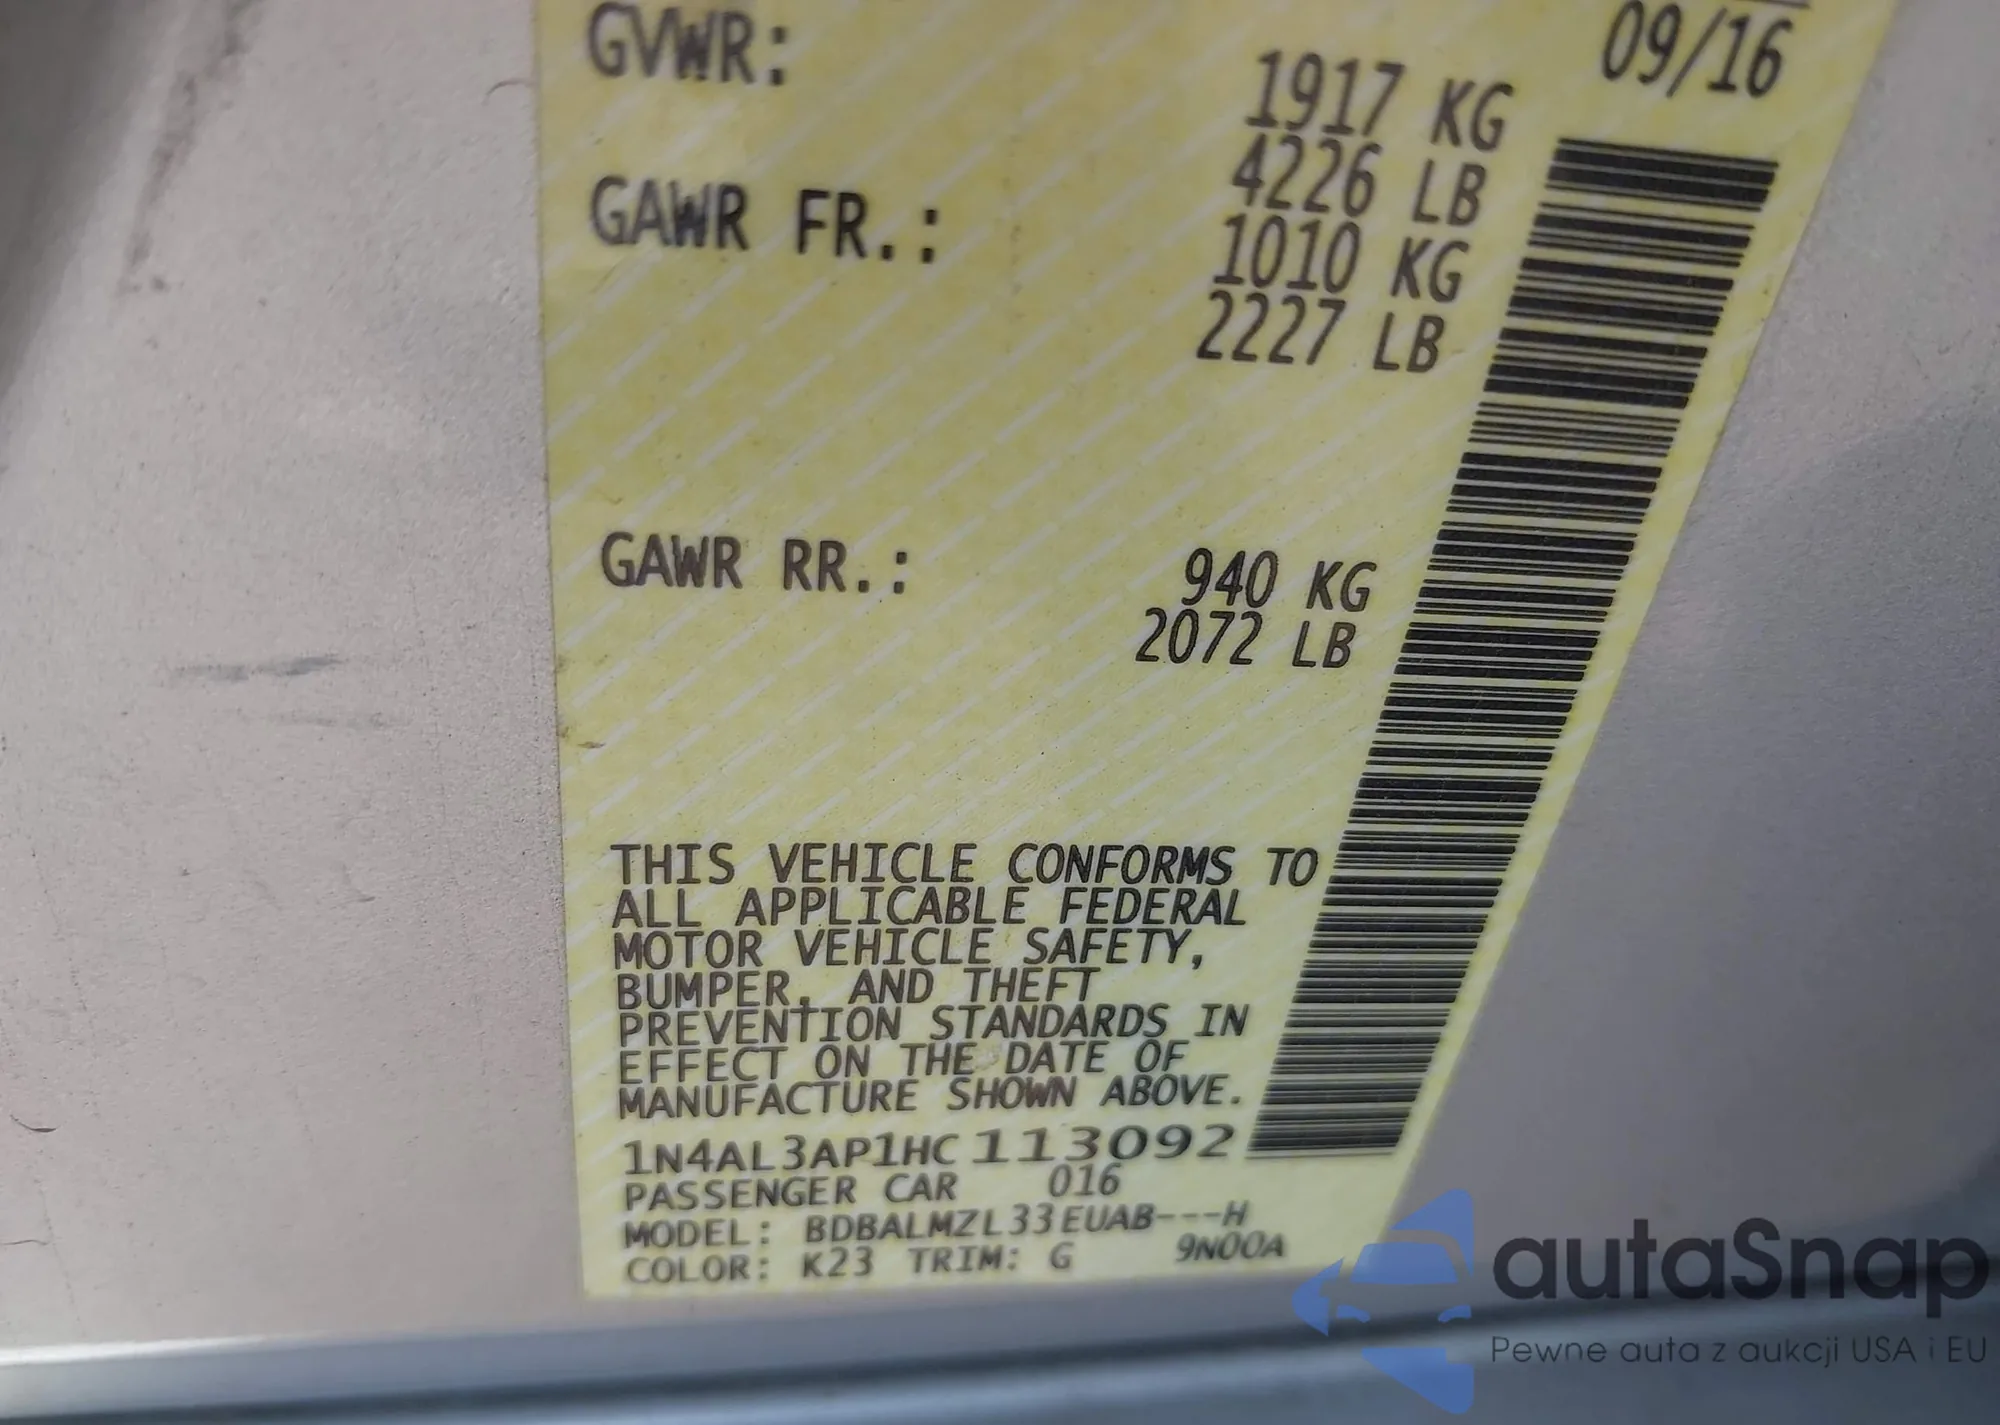 09/16
GVWR: 1917 KG
4226 LB
GAWR FR.: 1010 KG
2227 LB
GAWR RR.: 940 KG
2072 LB
THIS VEHICLE CONFORMS TO
ALL APPLICABLE FEDERAL
MOTOR VEHICLE SAFETY,
BUMPER, AND THEFT
PREVENTION STANDARDS IN
EFFECT ON THE DATE OF
MANUFACTURE SHOWN ABOVE.
1N4AL3AP1HC113092
PASSENGER CAR 016
MODEL: BDBALMZL33EUAB---H
COLOR: K23 TRIM: G 9N00A
autaSnap
Pewne auta z aukcji USA i EU